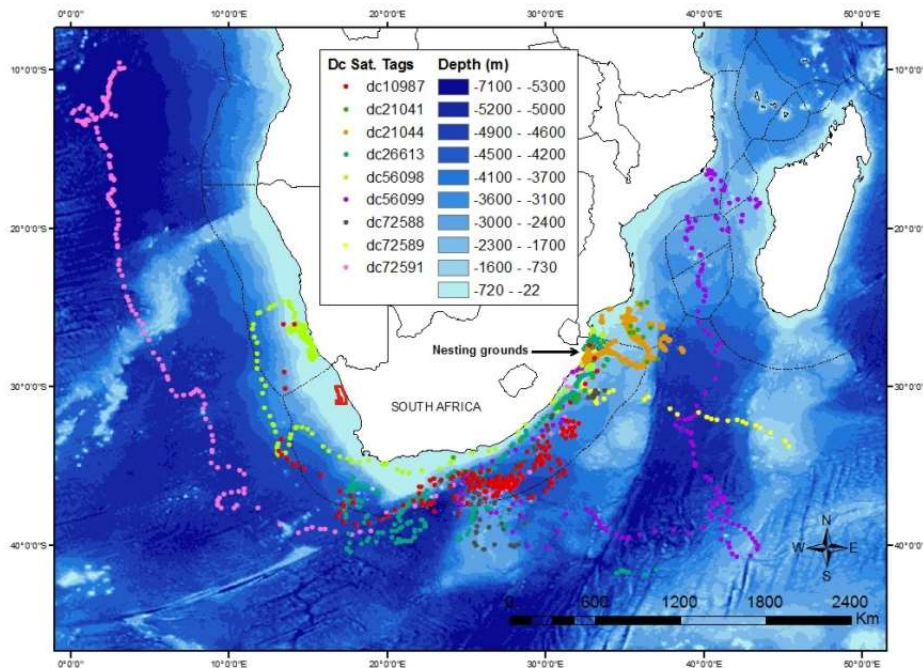 0°0'0" 10°0'0"E 20°0'0"E 30°0'0"E 40°0'0"E 50°0'0"E
Dc Sat. Tags Depth (m)
dc10987 -7100 - -5300
dc21041 -5200 - -5000
dc21044 -4900 - -4600
dc26613 -4500 - -4200
dc56098 -4100 - -3700
dc56099 -3600 - -3100
dc72588 -3000 - -2400
dc72589 -2300 - -1700
dc72591 -1600 - -730
-720 - -22
10°0'0"S 10°0'0"S
20°0'0"S 20°0'0"S
Nesting grounds
30°0'0"S 30°0'0"S
SOUTH AFRICA
40°0'0"S 40°0'0"S
N
W E
S
0 600 1200 1800 2400
Km
0°0'0" 10°0'0"E 20°0'0"E 30°0'0"E 40°0'0"E 50°0'0"E